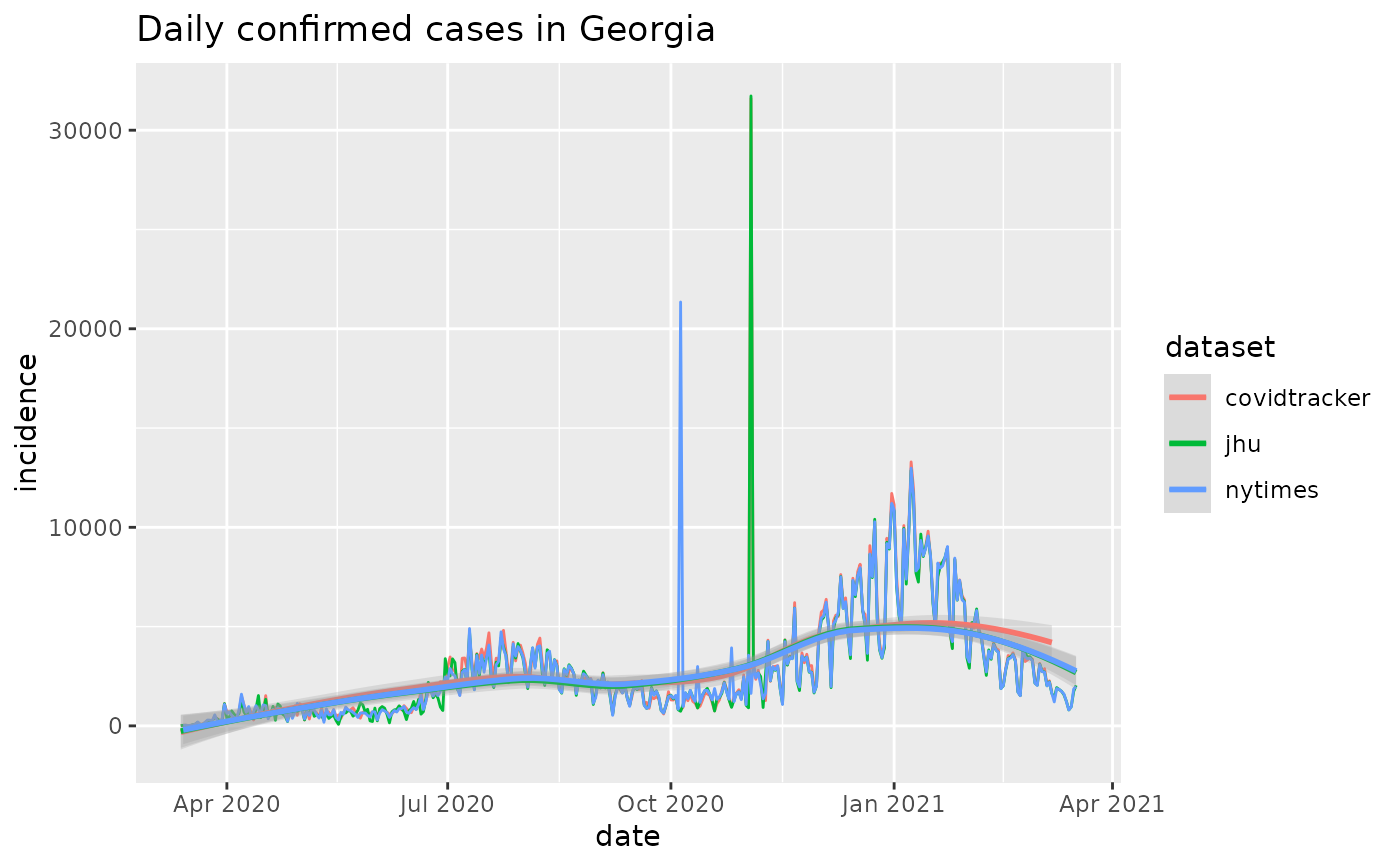 Daily confirmed cases in Georgia
30000
20000
10000
0
incidence
Apr 2020
Jul 2020
Oct 2020
Jan 2021
Apr 2021
date
dataset
covidtracker
jhu
nytimes